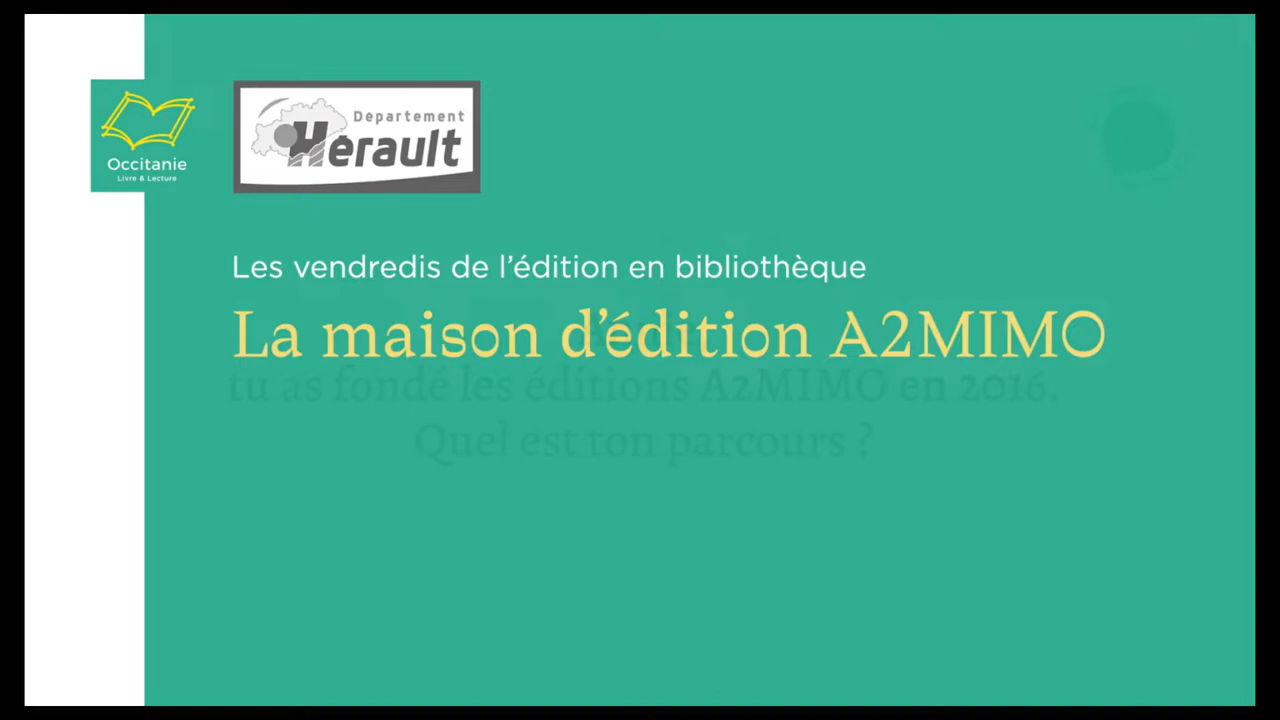 Occitanie
Livre & Lecture
Departement
Hérault
Les vendredis de l'édition en bibliothèque
La maison d'édition A2MIMO
tu as fondé les éditions A2MIMO en 2016.
Quel est ton parcours ?